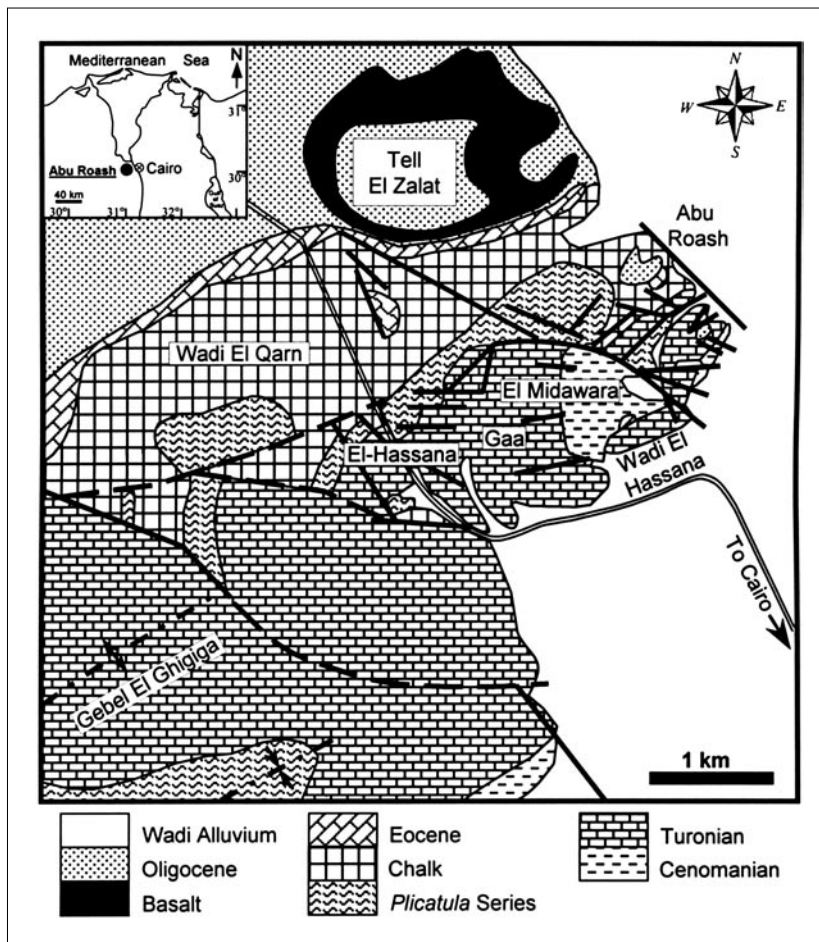 Mediterranean Sea
N
31
Abu Roash
Cairo
30
40 km
30° 31° 32°
N
W E
S
Tell
El Zalat
Abu
Roash
Wadi El Qarn
El Midawara
Gaa
El-Hassana
Wadi El
Hassana
To Cairo
Gebel El Ghigiga
1 km
Wadi Alluvium
Oligocene
Basalt
Eocene
Chalk
Plicatula Series
Turonian
Cenomanian